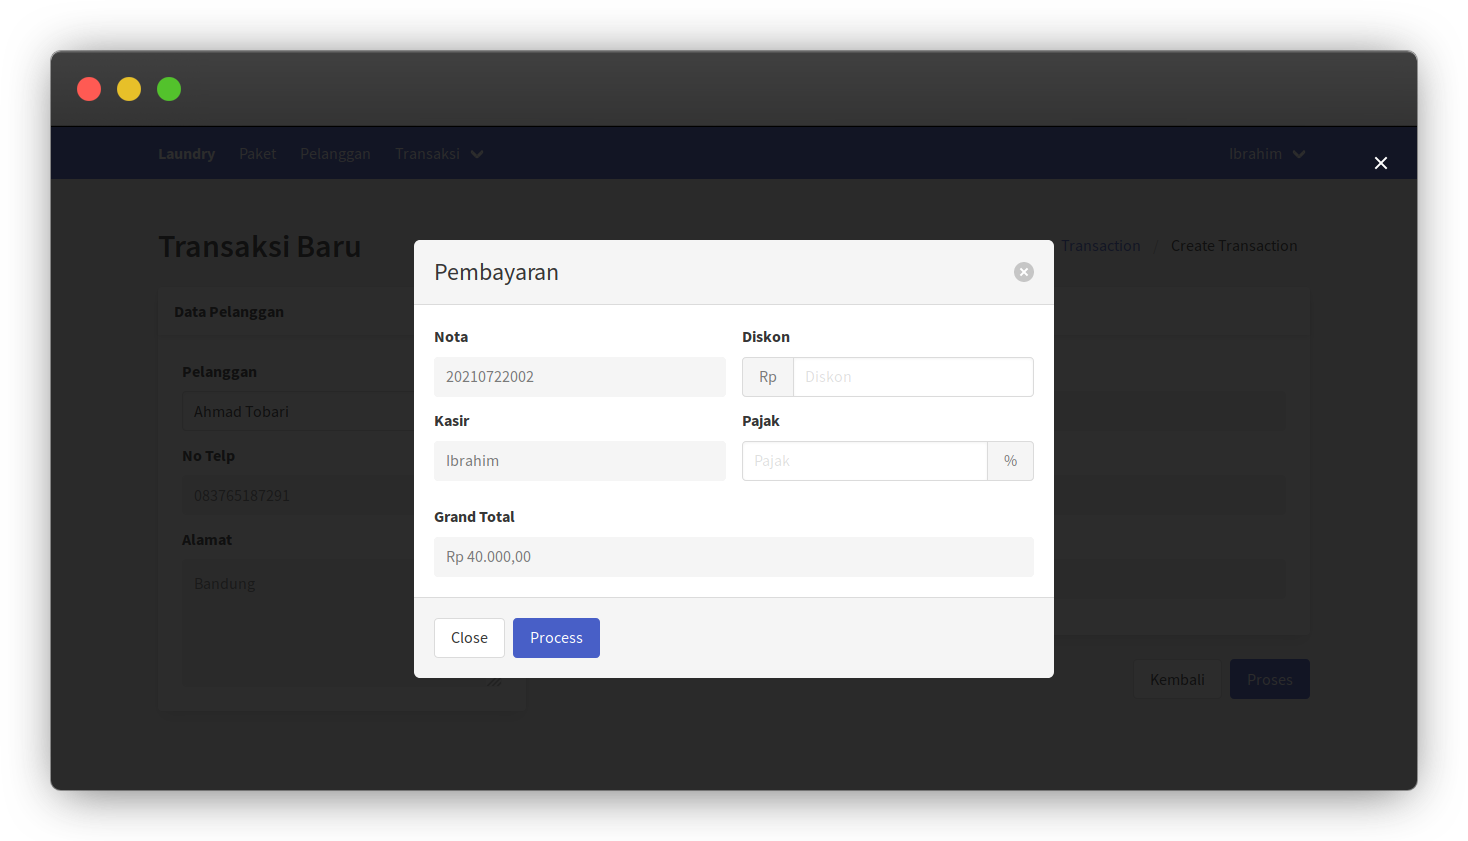 Laundry Paket Pelanggan Transaksi Ibrahim
Transaksi Baru
Transaction / Create Transaction
Data Pelanggan
Pelanggan
Ahmad Tobari
No Telp
083765187291
Alamat
Bandung
Pembayaran
Nota
20210722002
Diskon
Rp Diskon
Kasir
Ibrahim
Pajak
Pajak %
Grand Total
Rp 40.000,00
Close Process
Kembali Proses